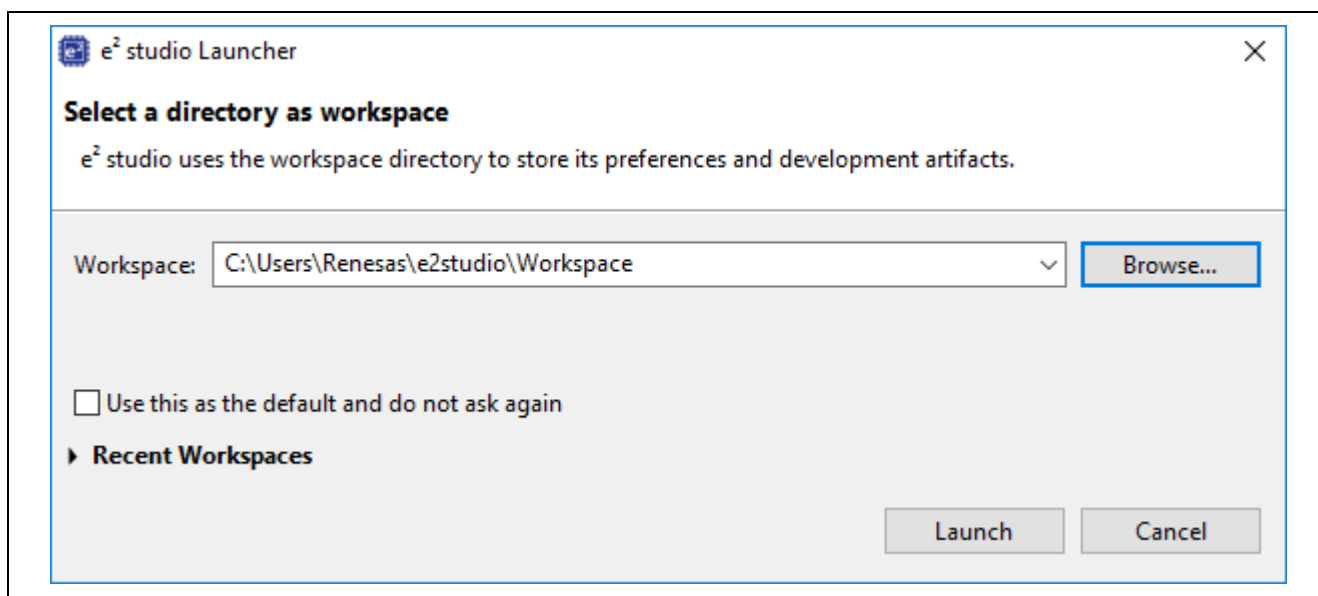 e² studio Launcher
Select a directory as workspace
e² studio uses the workspace directory to store its preferences and development artifacts.
Workspace: C:\Users\Renesas\e2studio\Workspace Browse...
Use this as the default and do not ask again
Recent Workspaces
Launch Cancel